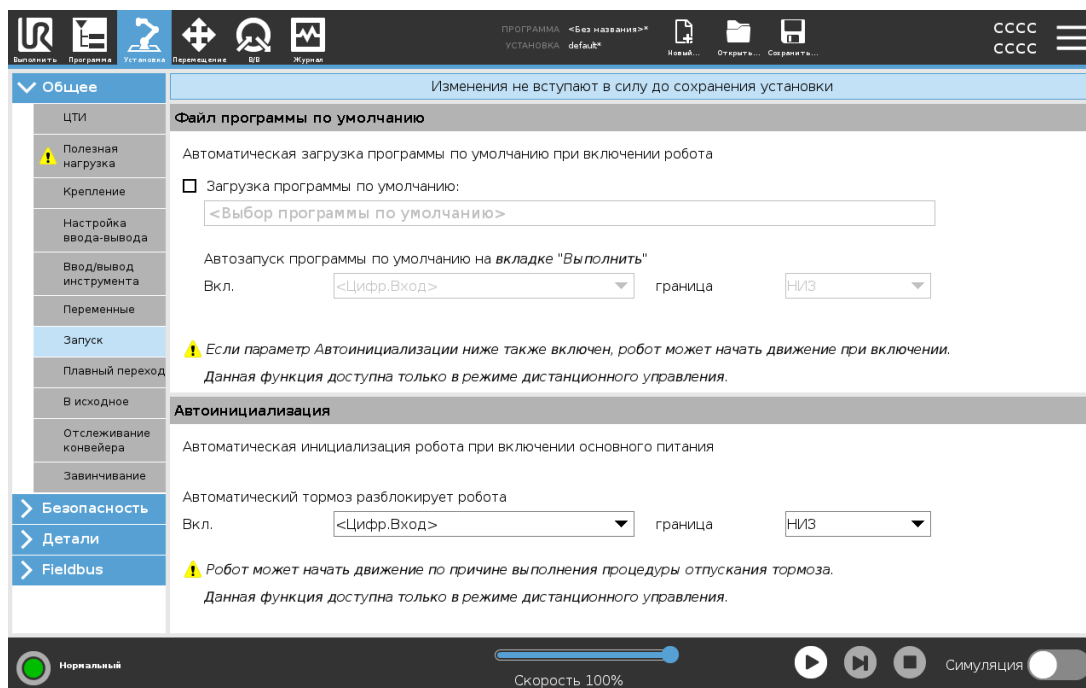 UR
ПРОГРАММА <Без названия>*
УСТАНОВКА default*
CCCC
CCCC
Выполнить Программа Установка Перемещение В/В Журнал Новый... Открыть... Сохранить...
Общее
ЦТИ
Полезная
нагрузка
Крепление
Настройка
ввода-вывода
Ввод/вывод
инструмента
Переменные
Запуск
Плавный переход
В исходное
Отслеживание
конвейера
Завинчивание
Безопасность
Детали
Fieldbus
Изменения не вступают в силу до сохранения установки
Файл программы по умолчанию
Автоматическая загрузка программы по умолчанию при включении робота
Загрузка программы по умолчанию:
<Выбор программы по умолчанию>
Автозапуск программы по умолчанию на вкладке "Выполнить"
Вкл. <Цифр.Вход> граница НИЗ
Если параметр Автоинициализации ниже также включен, робот может начать движение при включении.
Данная функция доступна только в режиме дистанционного управления.
Автоинициализация
Автоматическая инициализация робота при включении основного питания
Автоматический тормоз разблокирует робота
Вкл. <Цифр.Вход> граница НИЗ
Робот может начать движение по причине выполнения процедуры отпускания тормоза.
Данная функция доступна только в режиме дистанционного управления.
Нормальный
Скорость 100%
Симуляция